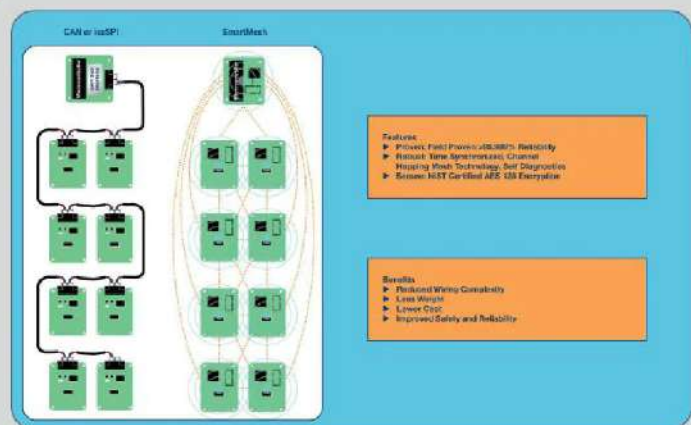 CAN or isoSPI
SmartMesh
Features
▶ Proven, Field Proven >99.999% Reliability
▶ Robust: Time Synchronized, Channel
Hopping Mesh Technology, Self Diagnostics
▶ Secure: NIST Certified AES 128 Encryption
Benefits
▶ Reduced Wiring Complexity
▶ Less Weight
▶ Lower Cost
▶ Improved Safety and Reliability